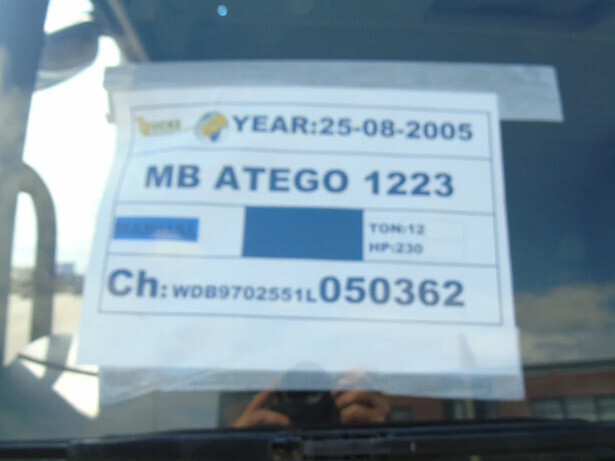 YEAR:25-08-2005
MB ATEGO 1223
TON:12
HP:230
Ch:WDB9702551L050362